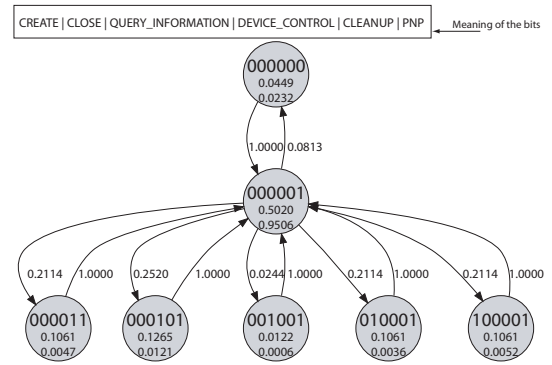 CREATE | CLOSE | QUERY_INFORMATION | DEVICE_CONTROL | CLEANUP | PNP
Meaning of the bits
000000
0.0449
0.0232
1.0000 0.0813
000001
0.5020
0.9506
0.2114 1.0000 0.2520 1.0000 0.0244 1.0000 0.2114 1.0000 0.2114 1.0000
000011 000101 001001 010001 100001
0.1061 0.1265 0.0122 0.1061 0.1061
0.0047 0.0121 0.0006 0.0036 0.0052